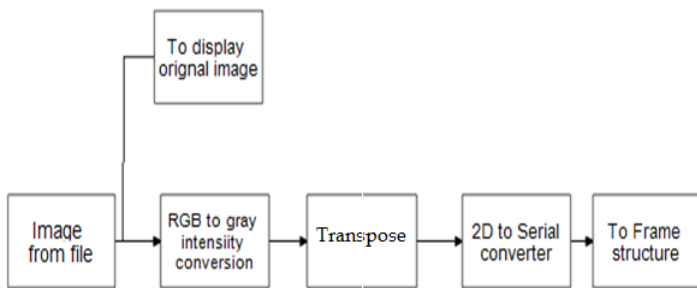 To display
orignal image
Image
from file
RGB to gray
intensiity
conversion
Transpose
2D to Serial
converter
To Frame
structure